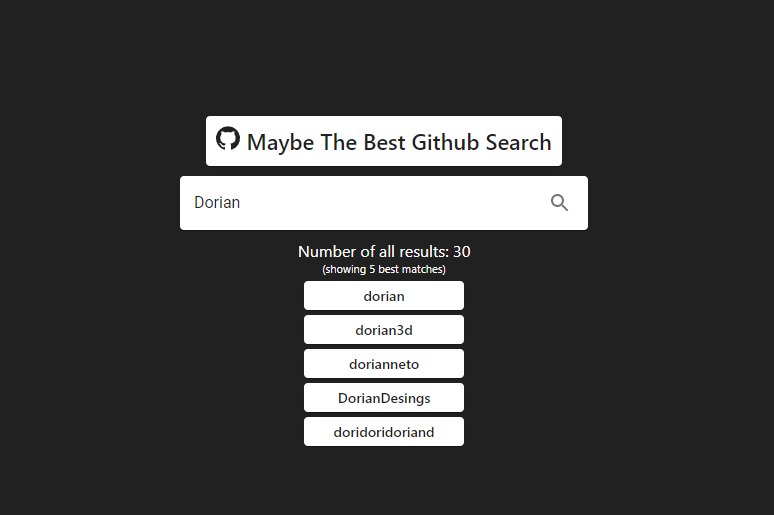 Maybe The Best Github Search
Dorian
Number of all results: 30
(showing 5 best matches)
dorian
dorian3d
dorianneto
DorianDesings
doridoridoriand